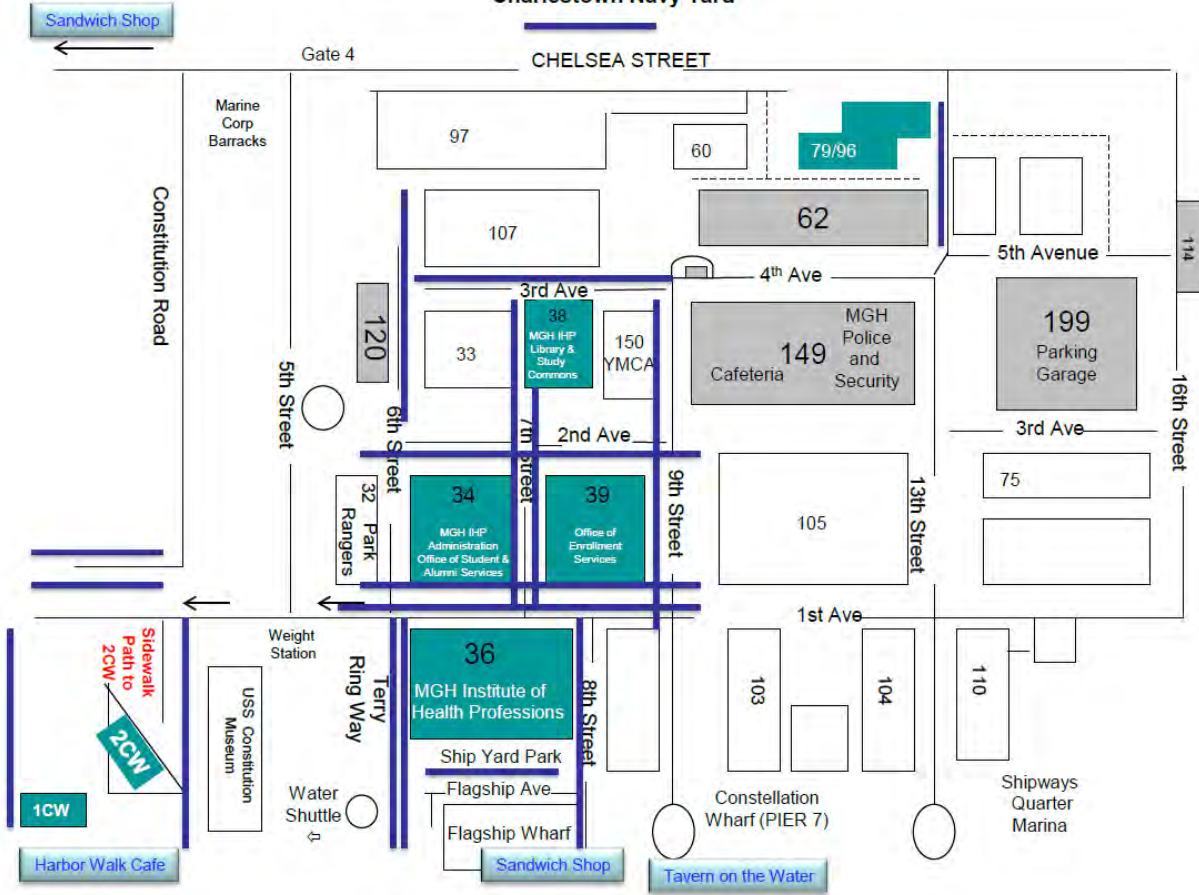 Charlestown Navy Yard
Sandwich Shop
Gate 4
CHELSEA STREET
Marine
Corp
Barracks
97
60
79/96
62
107
5th Avenue
114
4th Ave
3rd Ave
Constitution Road
120
33
38
MGH IHP
Library &
Study
Commons
150
YMCA
149
Cafeteria
MGH
Police
and
Security
199
Parking
Garage
5th Street
6th Street
7th Street
2nd Ave
9th Street
13th Street
16th Street
3rd Ave
32 Park
Rangers
34
MGH IHP
Administration
Office of Student &
Alumni Services
39
Office of
Enrollment
Services
105
75
1st Ave
Sidewalk
Path to
2CW
2CW
1CW
Weight
Station
USS Constitution
Museum
Terry
Ring Way
36
MGH Institute of
Health Professions
8th Street
103
104
110
Ship Yard Park
Flagship Ave
Flagship Wharf
Water
Shuttle
⇦
Constellation
Wharf (PIER 7)
Shipways
Quarter
Marina
Harbor Walk Cafe
Sandwich Shop
Tavern on the Water